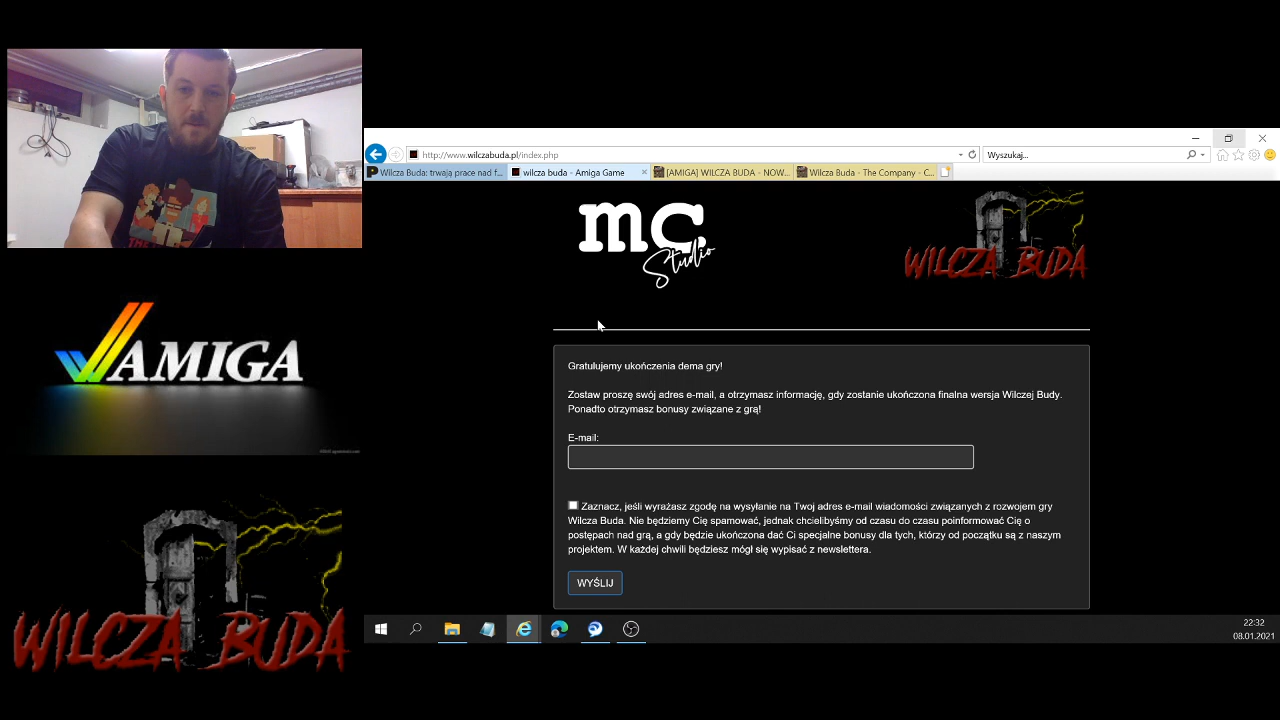 http://www.wilczabuda.pl/index.php
Wyszukaj...
Wilcza Buda: trwają prace nad f...
wilcza buda - Amiga Game
[AMIGA] WILCZA BUDA - NOW...
Wilcza Buda - The Company - C...
mc
Studio
WILCZA BUDA
Gratulujemy ukończenia dema gry!
Zostaw proszę swój adres e-mail, a otrzymasz informację, gdy zostanie ukończona finalna wersja Wilczej Budy.
Ponadto otrzymasz bonusy związane z grą!
E-mail:
Zaznacz, jeśli wyrażasz zgodę na wysyłanie na Twoj adres e-mail wiadomości związanych z rozwojem gry
Wilcza Buda. Nie będziemy Cię spamować, jednak chcielibyśmy od czasu do czasu poinformować Cię o
postępach nad grą, a gdy będzie ukończona dać Ci specjalne bonusy dla tych, którzy od początku są z naszym
projektem. W każdej chwili będziesz mógł się wypisać z newslettera.
WYŚLIJ
22:32
08.01.2021
AMIGA
WILCZA BUDA